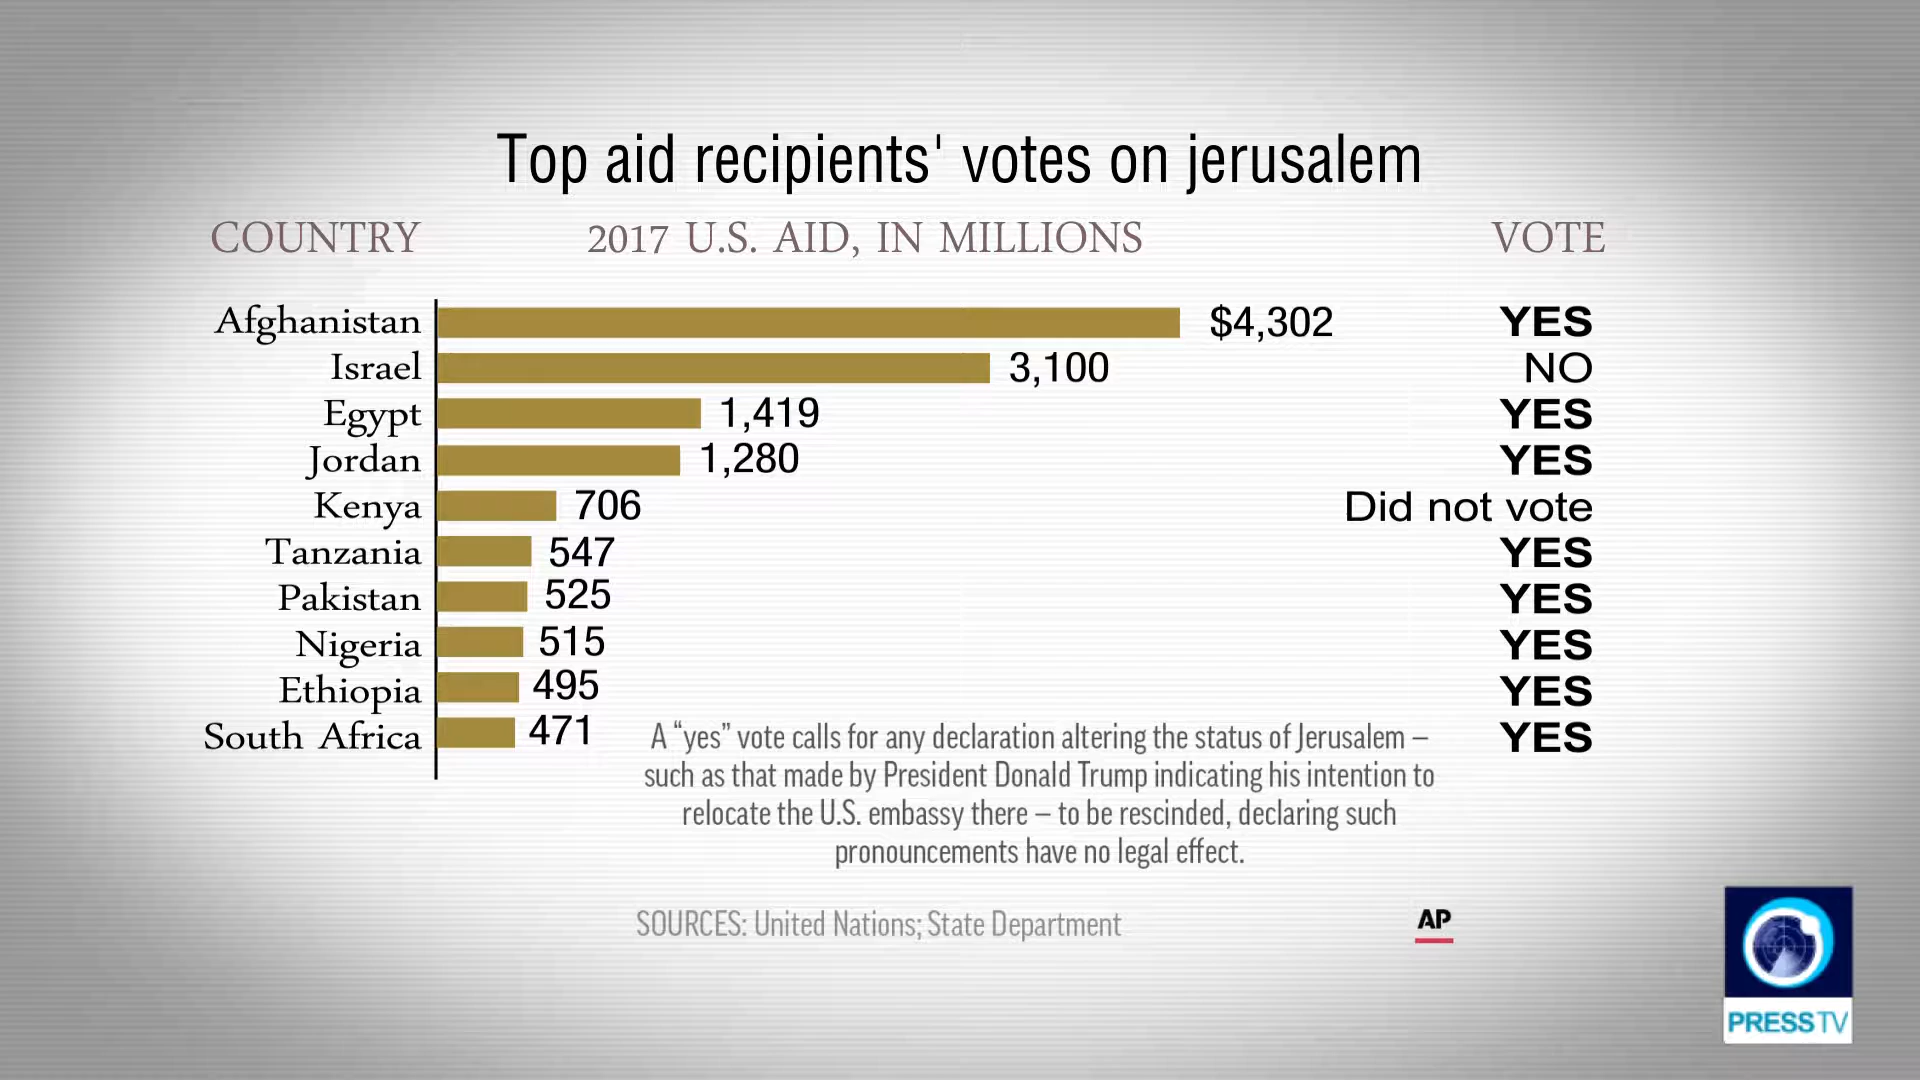 Top aid recipients' votes on jerusalem
COUNTRY 2017 U.S. AID, IN MILLIONS VOTE
Afghanistan $4,302 YES
Israel 3,100 NO
Egypt 1,419 YES
Jordan 1,280 YES
Kenya 706 Did not vote
Tanzania 547 YES
Pakistan 525 YES
Nigeria 515 YES
Ethiopia 495 YES
South Africa 471 YES
A “yes” vote calls for any declaration altering the status of Jerusalem –
such as that made by President Donald Trump indicating his intention to
relocate the U.S. embassy there – to be rescinded, declaring such
pronouncements have no legal effect.
SOURCES: United Nations; State Department AP
PRESSTV